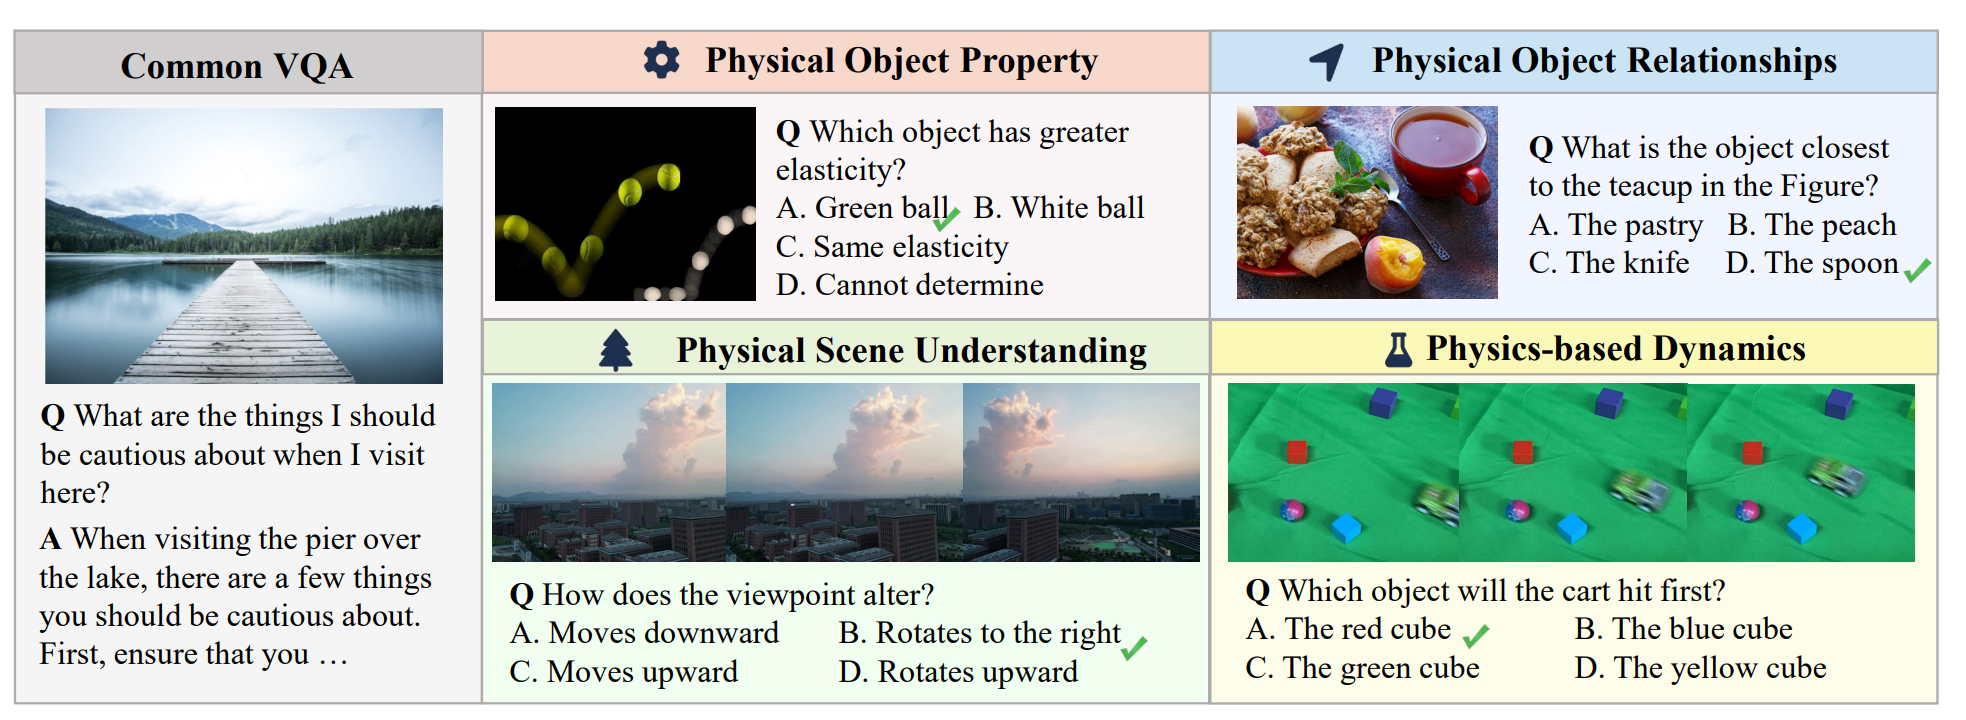 Common VQA
Q What are the things I should
be cautious about when I visit
here?
A When visiting the pier over
the lake, there are a few things
you should be cautious about.
First, ensure that you …
Physical Object Property
Q Which object has greater
elasticity?
A. Green ball B. White ball
C. Same elasticity
D. Cannot determine
Physical Object Relationships
Q What is the object closest
to the teacup in the Figure?
A. The pastry B. The peach
C. The knife D. The spoon
Physical Scene Understanding
Q How does the viewpoint alter?
A. Moves downward B. Rotates to the right
C. Moves upward D. Rotates upward
Physics-based Dynamics
Q Which object will the cart hit first?
A. The red cube B. The blue cube
C. The green cube D. The yellow cube